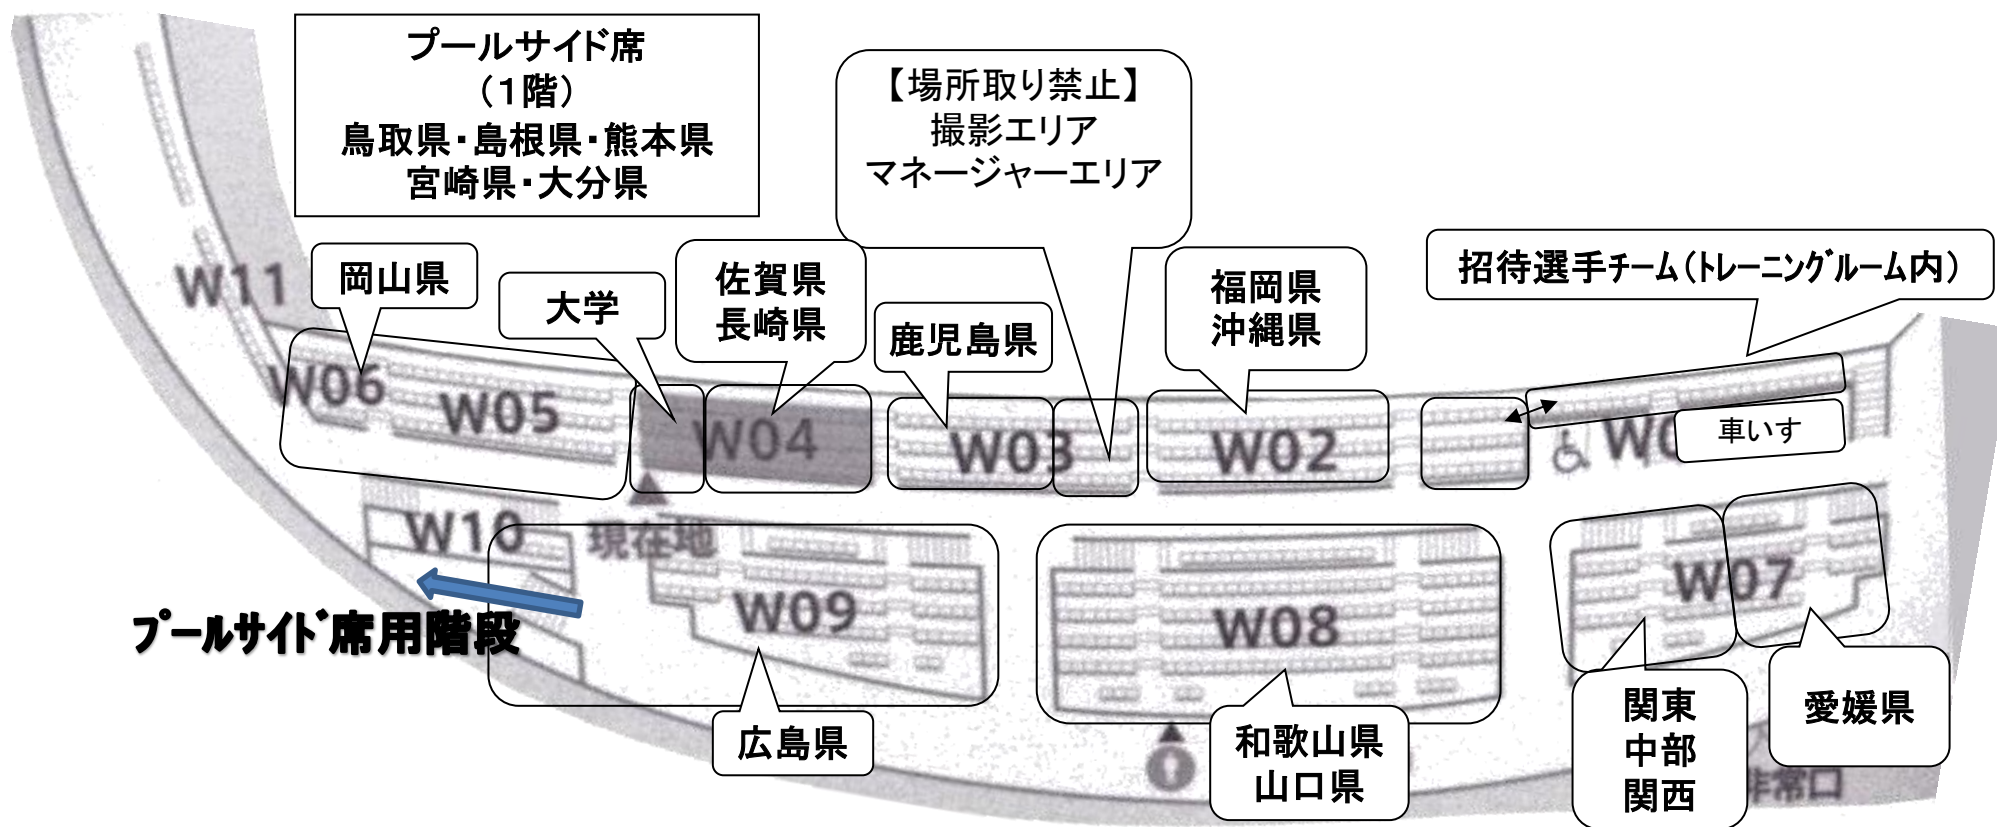 プールサイド席
（１階）
鳥取県・島根県・熊本県
宮崎県・大分県
【場所取り禁止】
撮影エリア
マネージャーエリア
岡山県
大学
佐賀県
長崎県
鹿児島県
福岡県
沖縄県
招待選手チーム（トレーニングルーム内）
W11
W06
W05
W04
W03
W02
車いす
W10
現在地
W09
W08
W07
プールサイド席用階段
広島県
和歌山県
山口県
関東
中部
関西
愛媛県
非常口